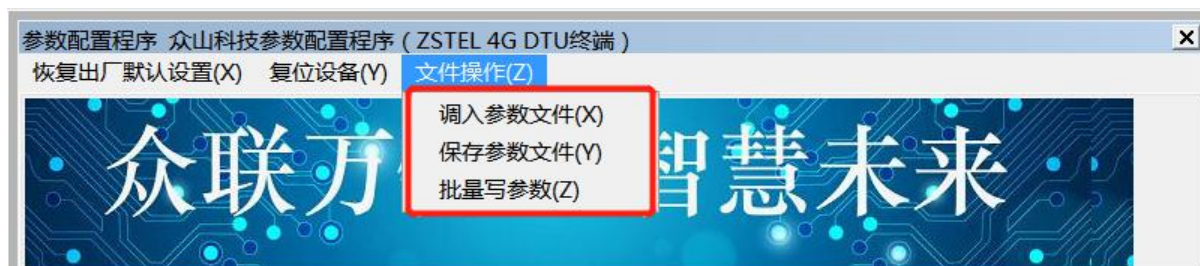 参数配置程序 众山科技参数配置程序 ( ZSTEL 4G DTU终端 )
恢复出厂默认设置(X) 复位设备(Y) 文件操作(Z)
调入参数文件(X)
保存参数文件(Y)
批量写参数(Z)
众联万 智慧未来